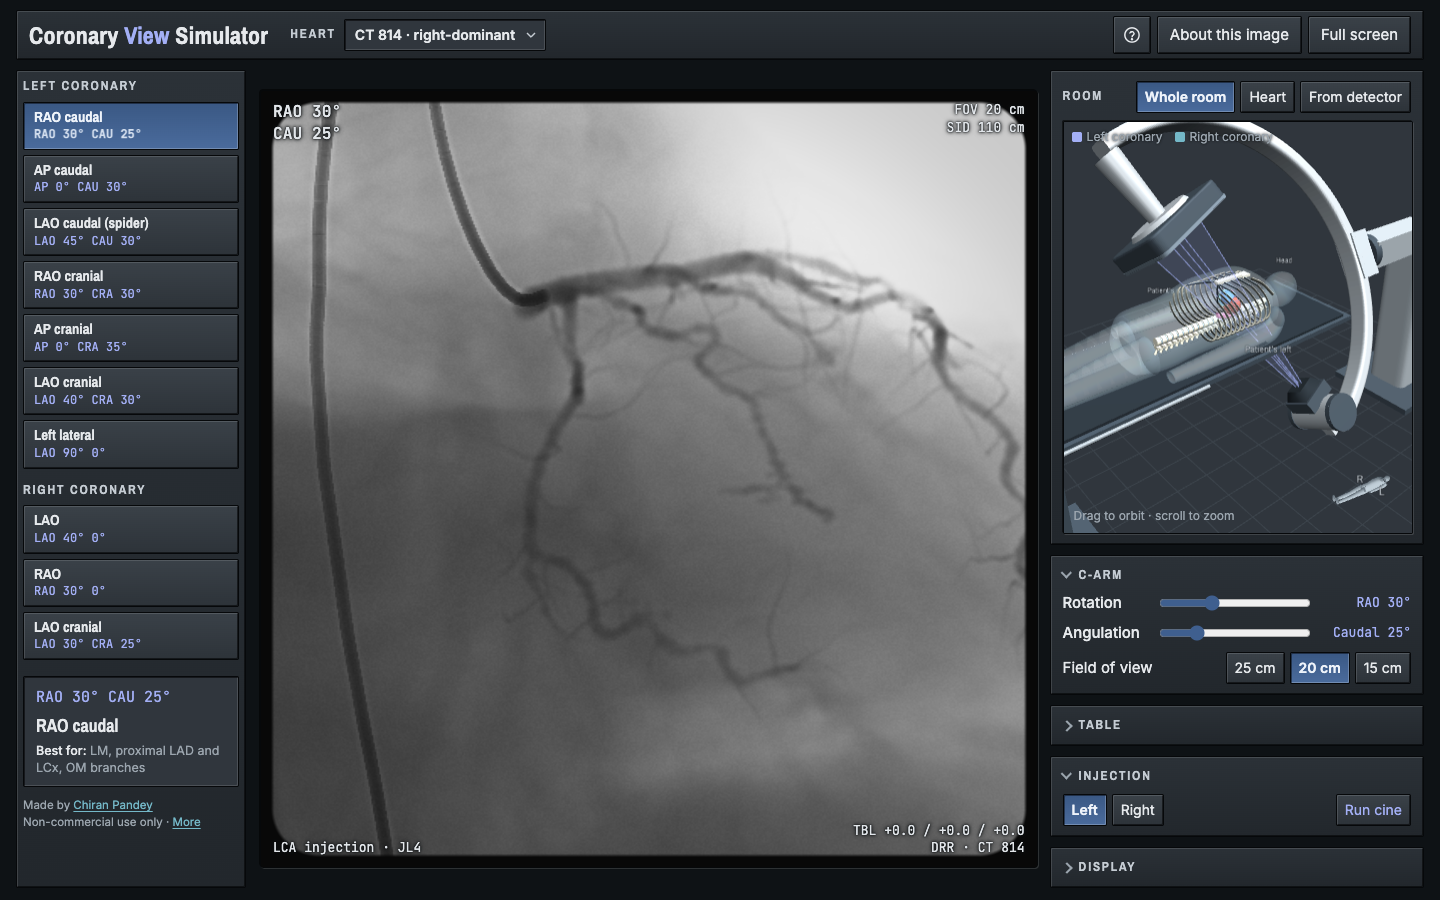 Coronary View Simulator
HEART
CT 814 · right-dominant
About this image
Full screen
LEFT CORONARY
RAO caudal
RAO 30° CAU 25°
AP caudal
AP 0° CAU 30°
LAO caudal (spider)
LAO 45° CAU 30°
RAO cranial
RAO 30° CRA 30°
AP cranial
AP 0° CRA 35°
LAO cranial
LAO 40° CRA 30°
Left lateral
LAO 90° 0°
RIGHT CORONARY
LAO
LAO 40° 0°
RAO
RAO 30° 0°
LAO cranial
LAO 30° CRA 25°
RAO 30° CAU 25°
RAO caudal
Best for: LM, proximal LAD and
LCx, OM branches
Made by Chiran Pandey
Non-commercial use only · More
RAO 30°
CAU 25°
FOV 20 cm
SID 110 cm
LCA injection · JL4
TBL +0.0 / +0.0 / +0.0
DRR · CT 814
ROOM
Whole room
Heart
From detector
Left coronary
Right coronary
Head
Patient's
Patient's left
R
L
Drag to orbit · scroll to zoom
C-ARM
Rotation
RAO 30°
Angulation
Caudal 25°
Field of view
25 cm
20 cm
15 cm
TABLE
INJECTION
Left
Right
Run cine
DISPLAY